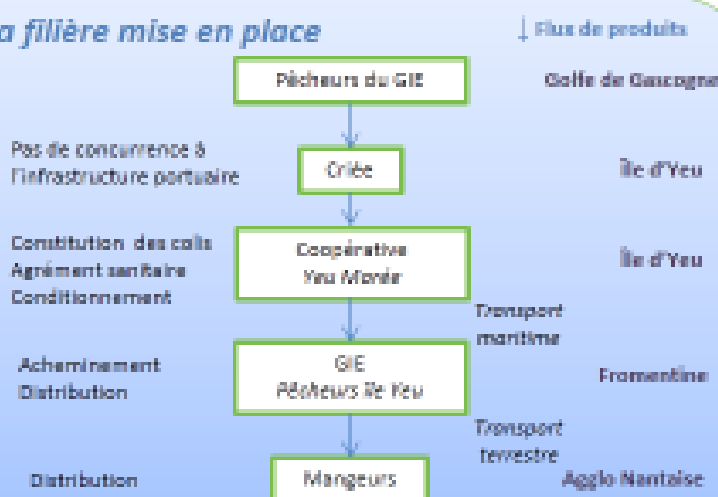 a filière mise en place
↓ Flux de produits
Pêcheurs du GIE
Golfe de Gascogne
Pas de concurrence à
l'infrastructure portuaire
Criée
Île d'Yeu
Constitution des colis
Agrément sanitaire
Conditionnement
Coopérative
Yeu Marée
Île d'Yeu
Transport
maritime
Acheminement
Distribution
GIE
Pêcheurs île Yeu
Fromentine
Transport
terrestre
Distribution
Mangeurs
Agglo Nantaise